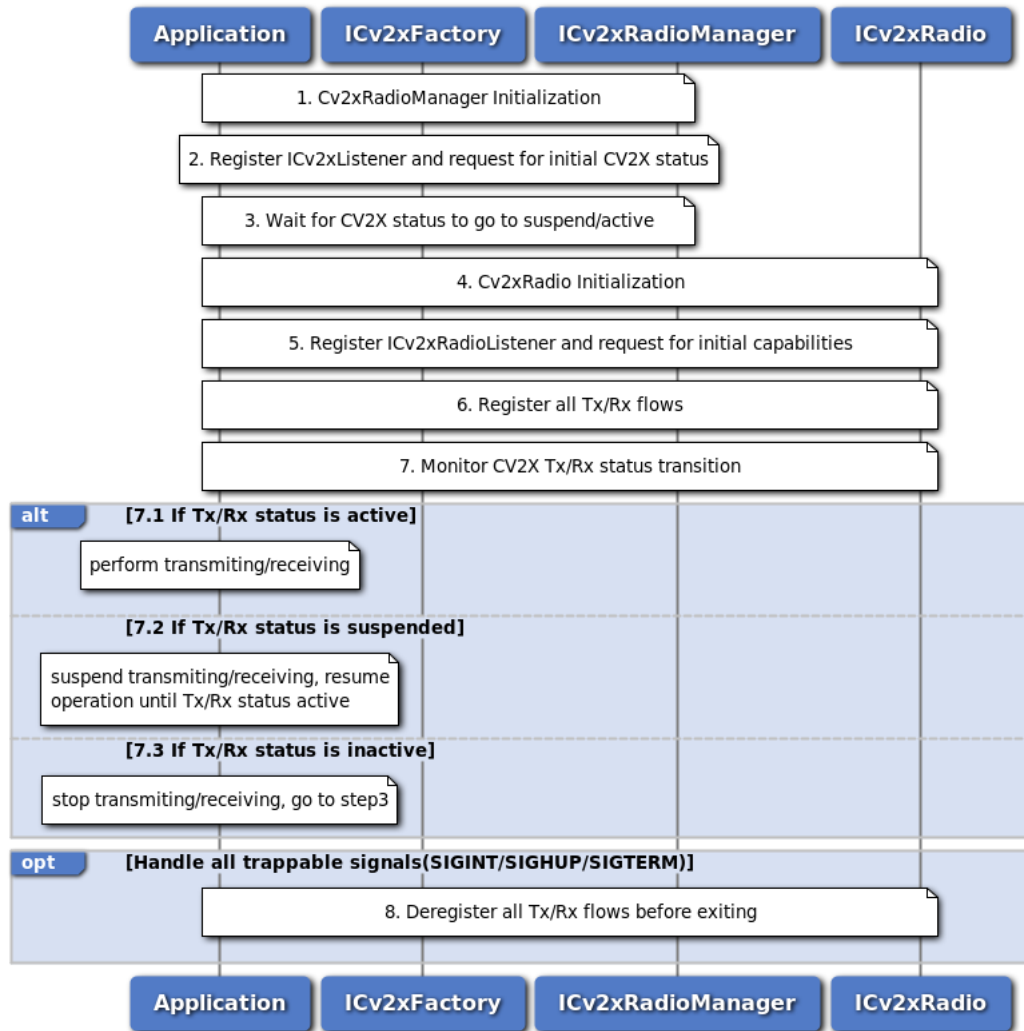 Application ICv2xFactory ICv2xRadioManager ICv2xRadio
1. Cv2xRadioManager Initialization
2. Register ICv2xListener and request for initial CV2X status
3. Wait for CV2X status to go to suspend/active
4. Cv2xRadio Initialization
5. Register ICv2xRadioListener and request for initial capabilities
6. Register all Tx/Rx flows
7. Monitor CV2X Tx/Rx status transition
alt [7.1 If Tx/Rx status is active]
perform transmiting/receiving
[7.2 If Tx/Rx status is suspended]
suspend transmiting/receiving, resume
operation until Tx/Rx status active
[7.3 If Tx/Rx status is inactive]
stop transmiting/receiving, go to step3
opt [Handle all trappable signals(SIGINT/SIGHUP/SIGTERM)]
8. Deregister all Tx/Rx flows before exiting
Application ICv2xFactory ICv2xRadioManager ICv2xRadio